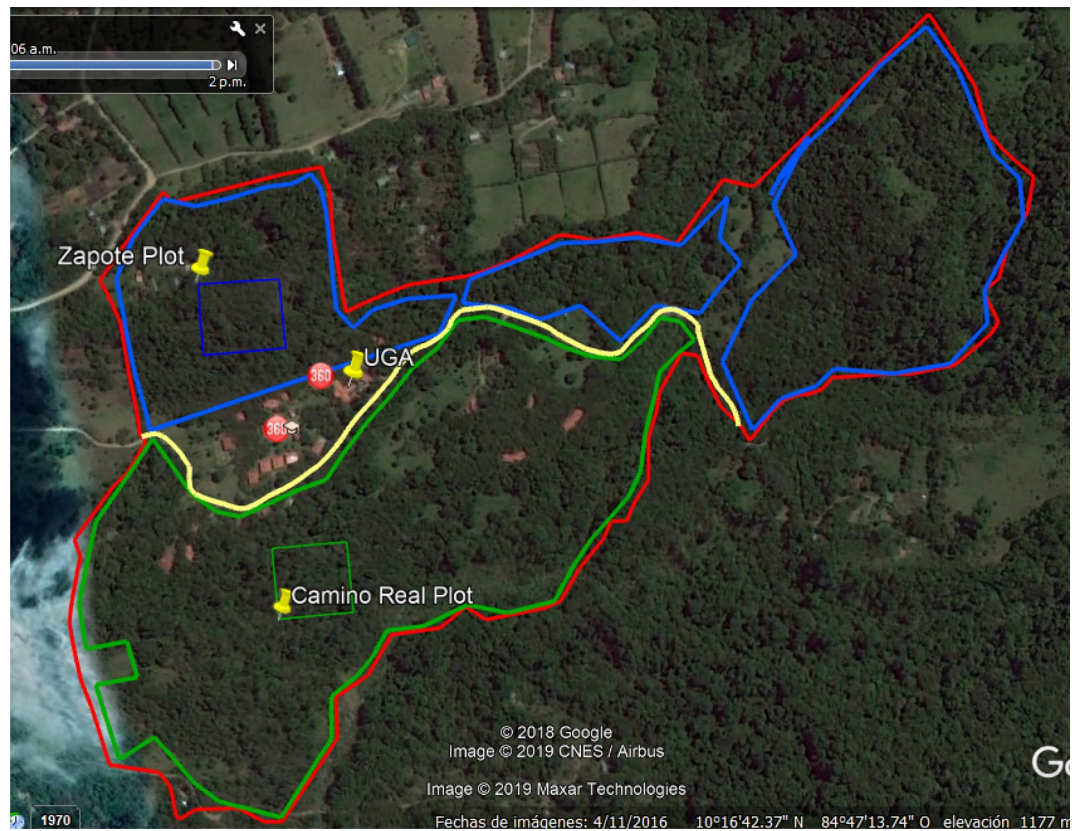 06 a.m.
2 p.m.
Zapote Plot
UGA
360
360
Camino Real Plot
© 2018 Google
Image © 2019 CNES / Airbus
Image © 2019 Maxar Technologies
Go
1970
Fechas de imágenes: 4/11/2016 10°16'42.37" N 84°47'13.74" O elevación 1177 m